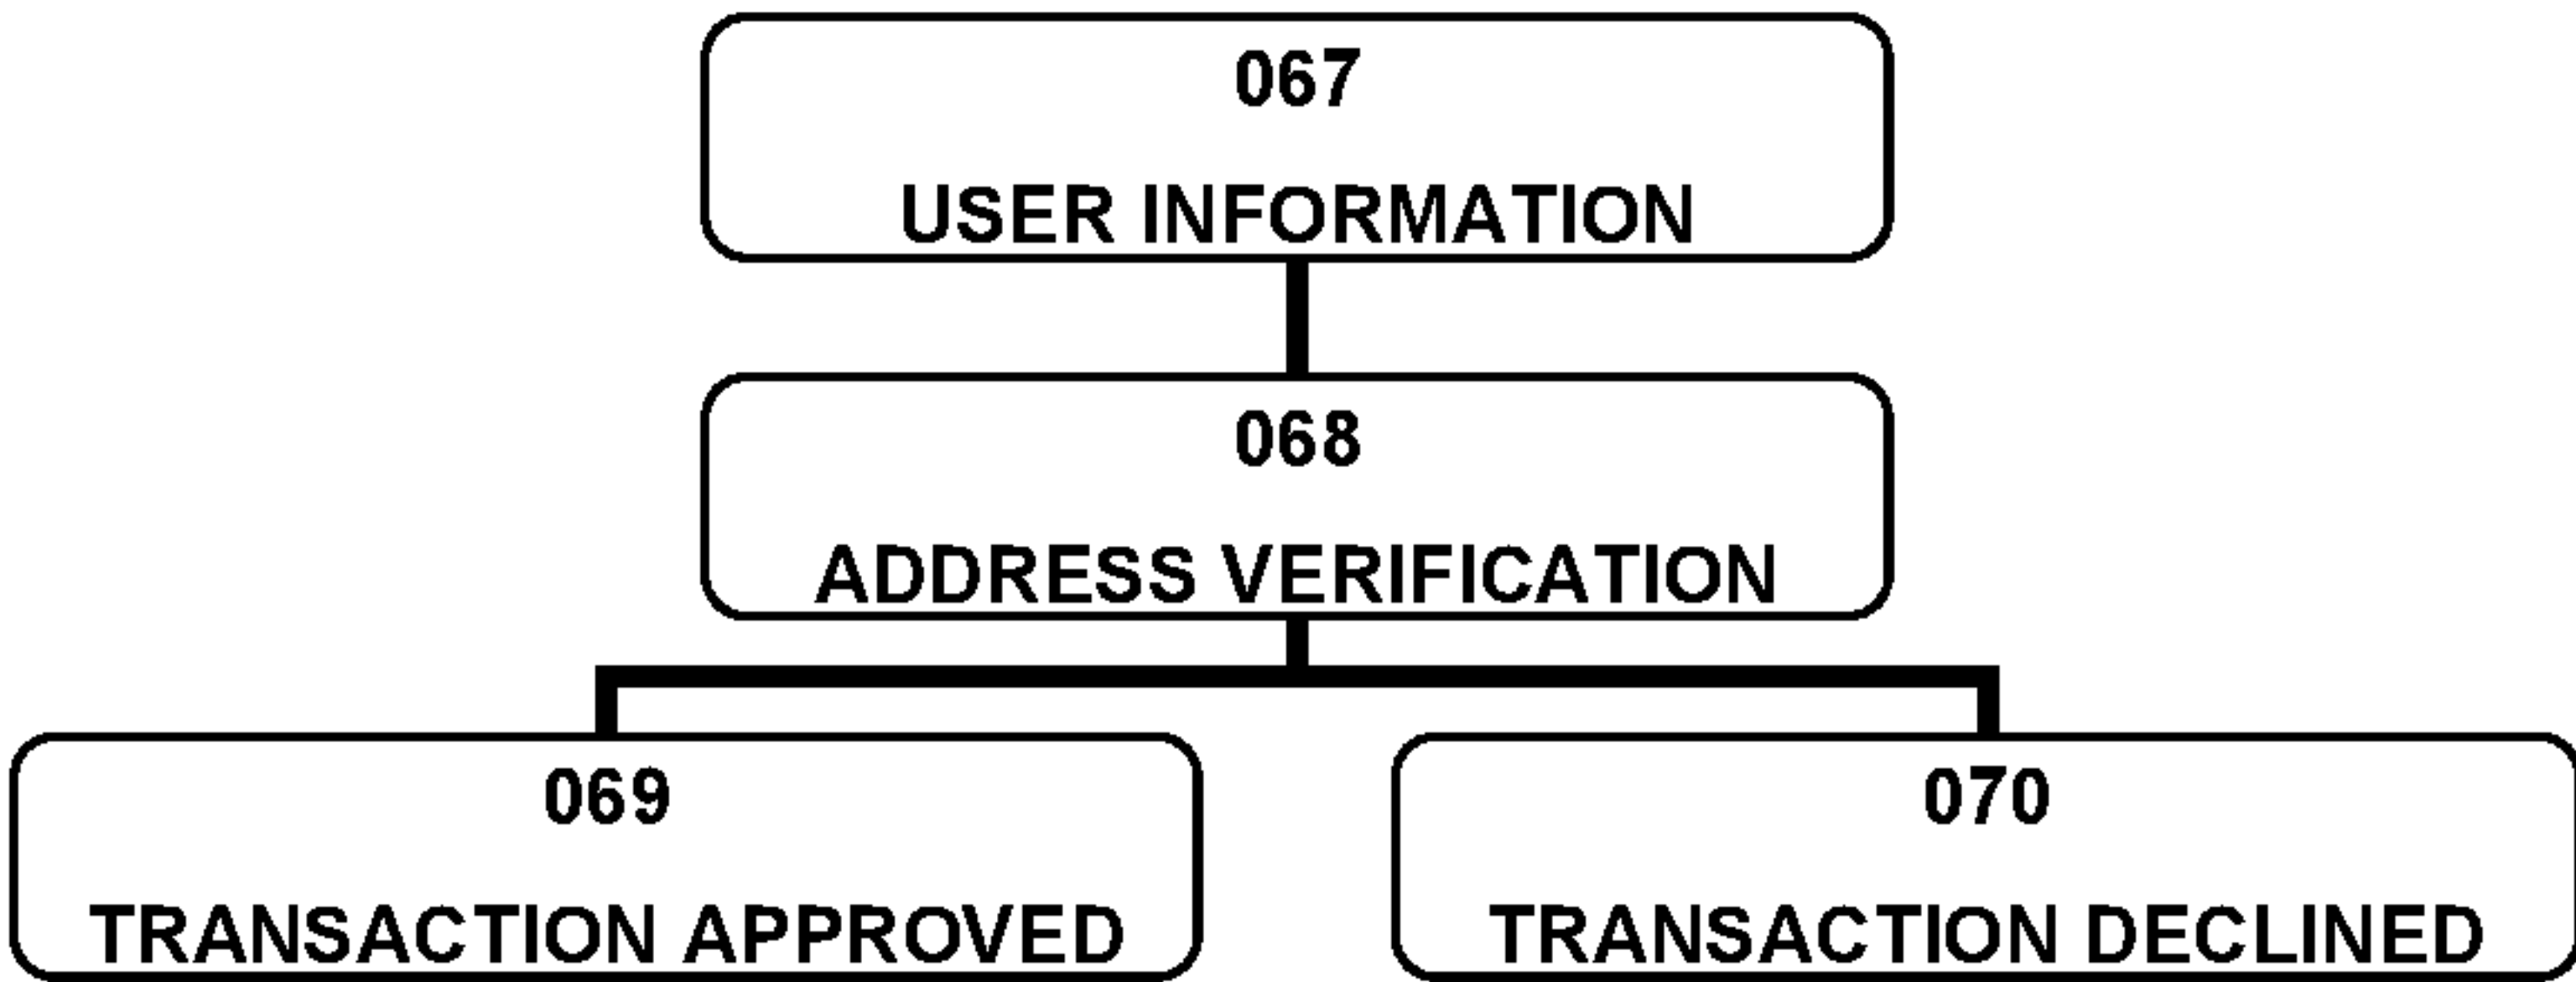 067
USER INFORMATION
068
ADDRESS VERIFICATION
069
TRANSACTION APPROVED
070
TRANSACTION DECLINED